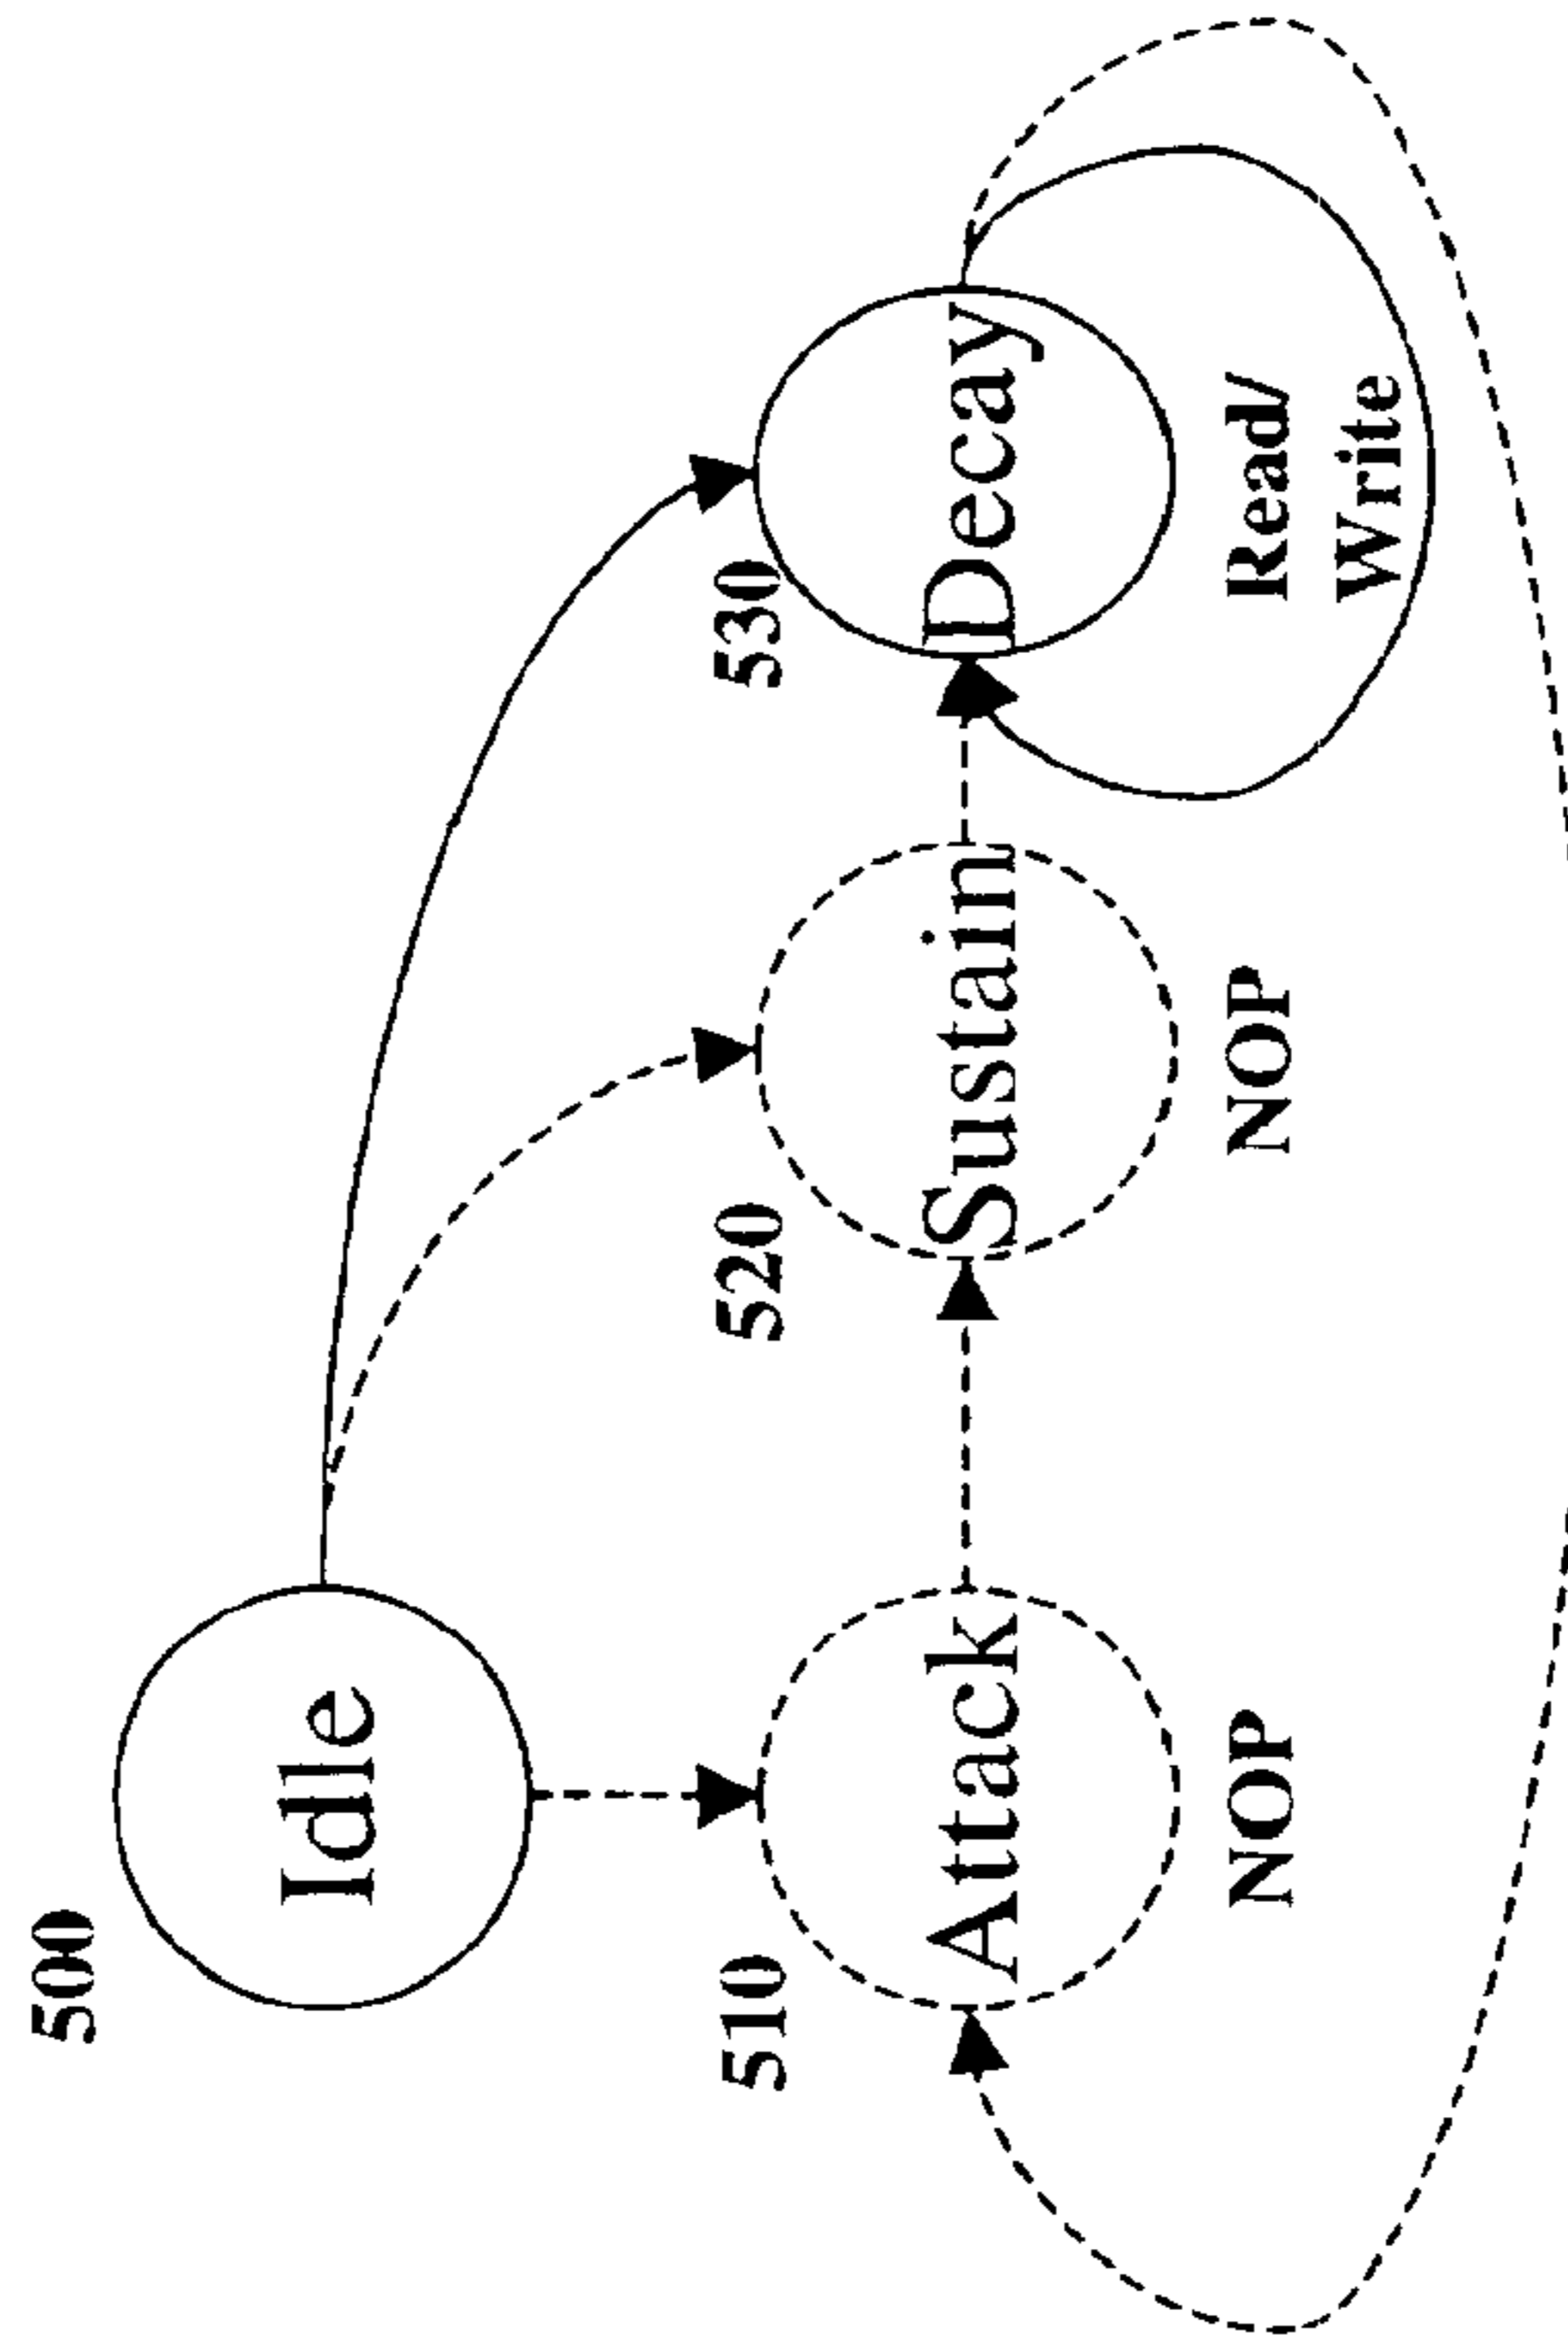 500
Idle
510
520
530
Attack
Sustain
Decay
NOP
NOP
Read/
Write